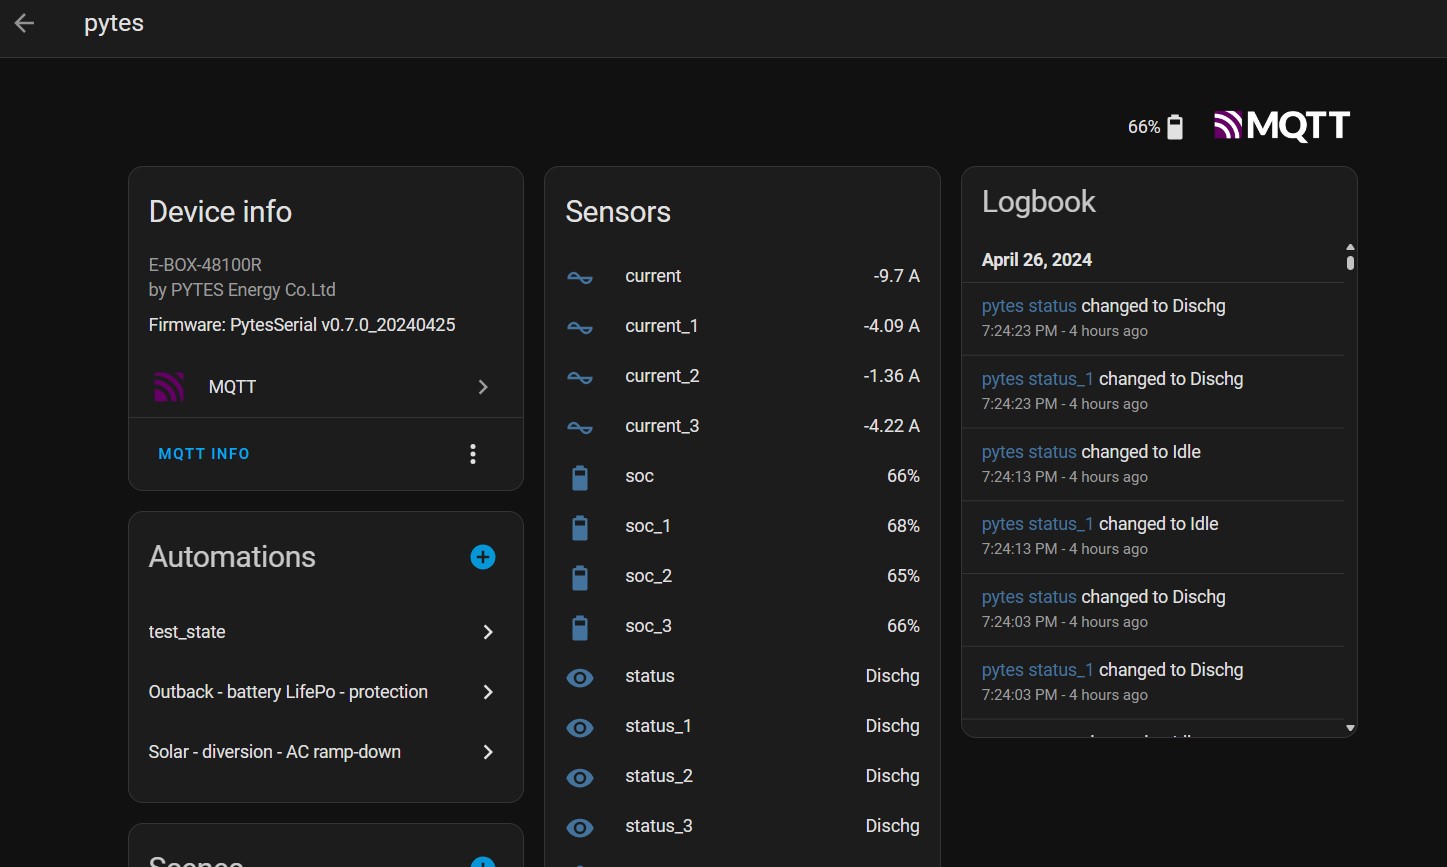 pytes
66%
MQTT
Device info
E-BOX-48100R
by PYTES Energy Co.Ltd
Firmware: PytesSerial v0.7.0_20240425
MQTT
MQTT INFO
Automations
test_state
Outback - battery LifePo - protection
Solar - diversion - AC ramp-down
Scenes
Sensors
current -9.7 A
current_1 -4.09 A
current_2 -1.36 A
current_3 -4.22 A
soc 66%
soc_1 68%
soc_2 65%
soc_3 66%
status Dischg
status_1 Dischg
status_2 Dischg
status_3 Dischg
Logbook
April 26, 2024
pytes status changed to Dischg
7:24:23 PM - 4 hours ago
pytes status_1 changed to Dischg
7:24:23 PM - 4 hours ago
pytes status changed to Idle
7:24:13 PM - 4 hours ago
pytes status_1 changed to Idle
7:24:13 PM - 4 hours ago
pytes status changed to Dischg
7:24:03 PM - 4 hours ago
pytes status_1 changed to Dischg
7:24:03 PM - 4 hours ago